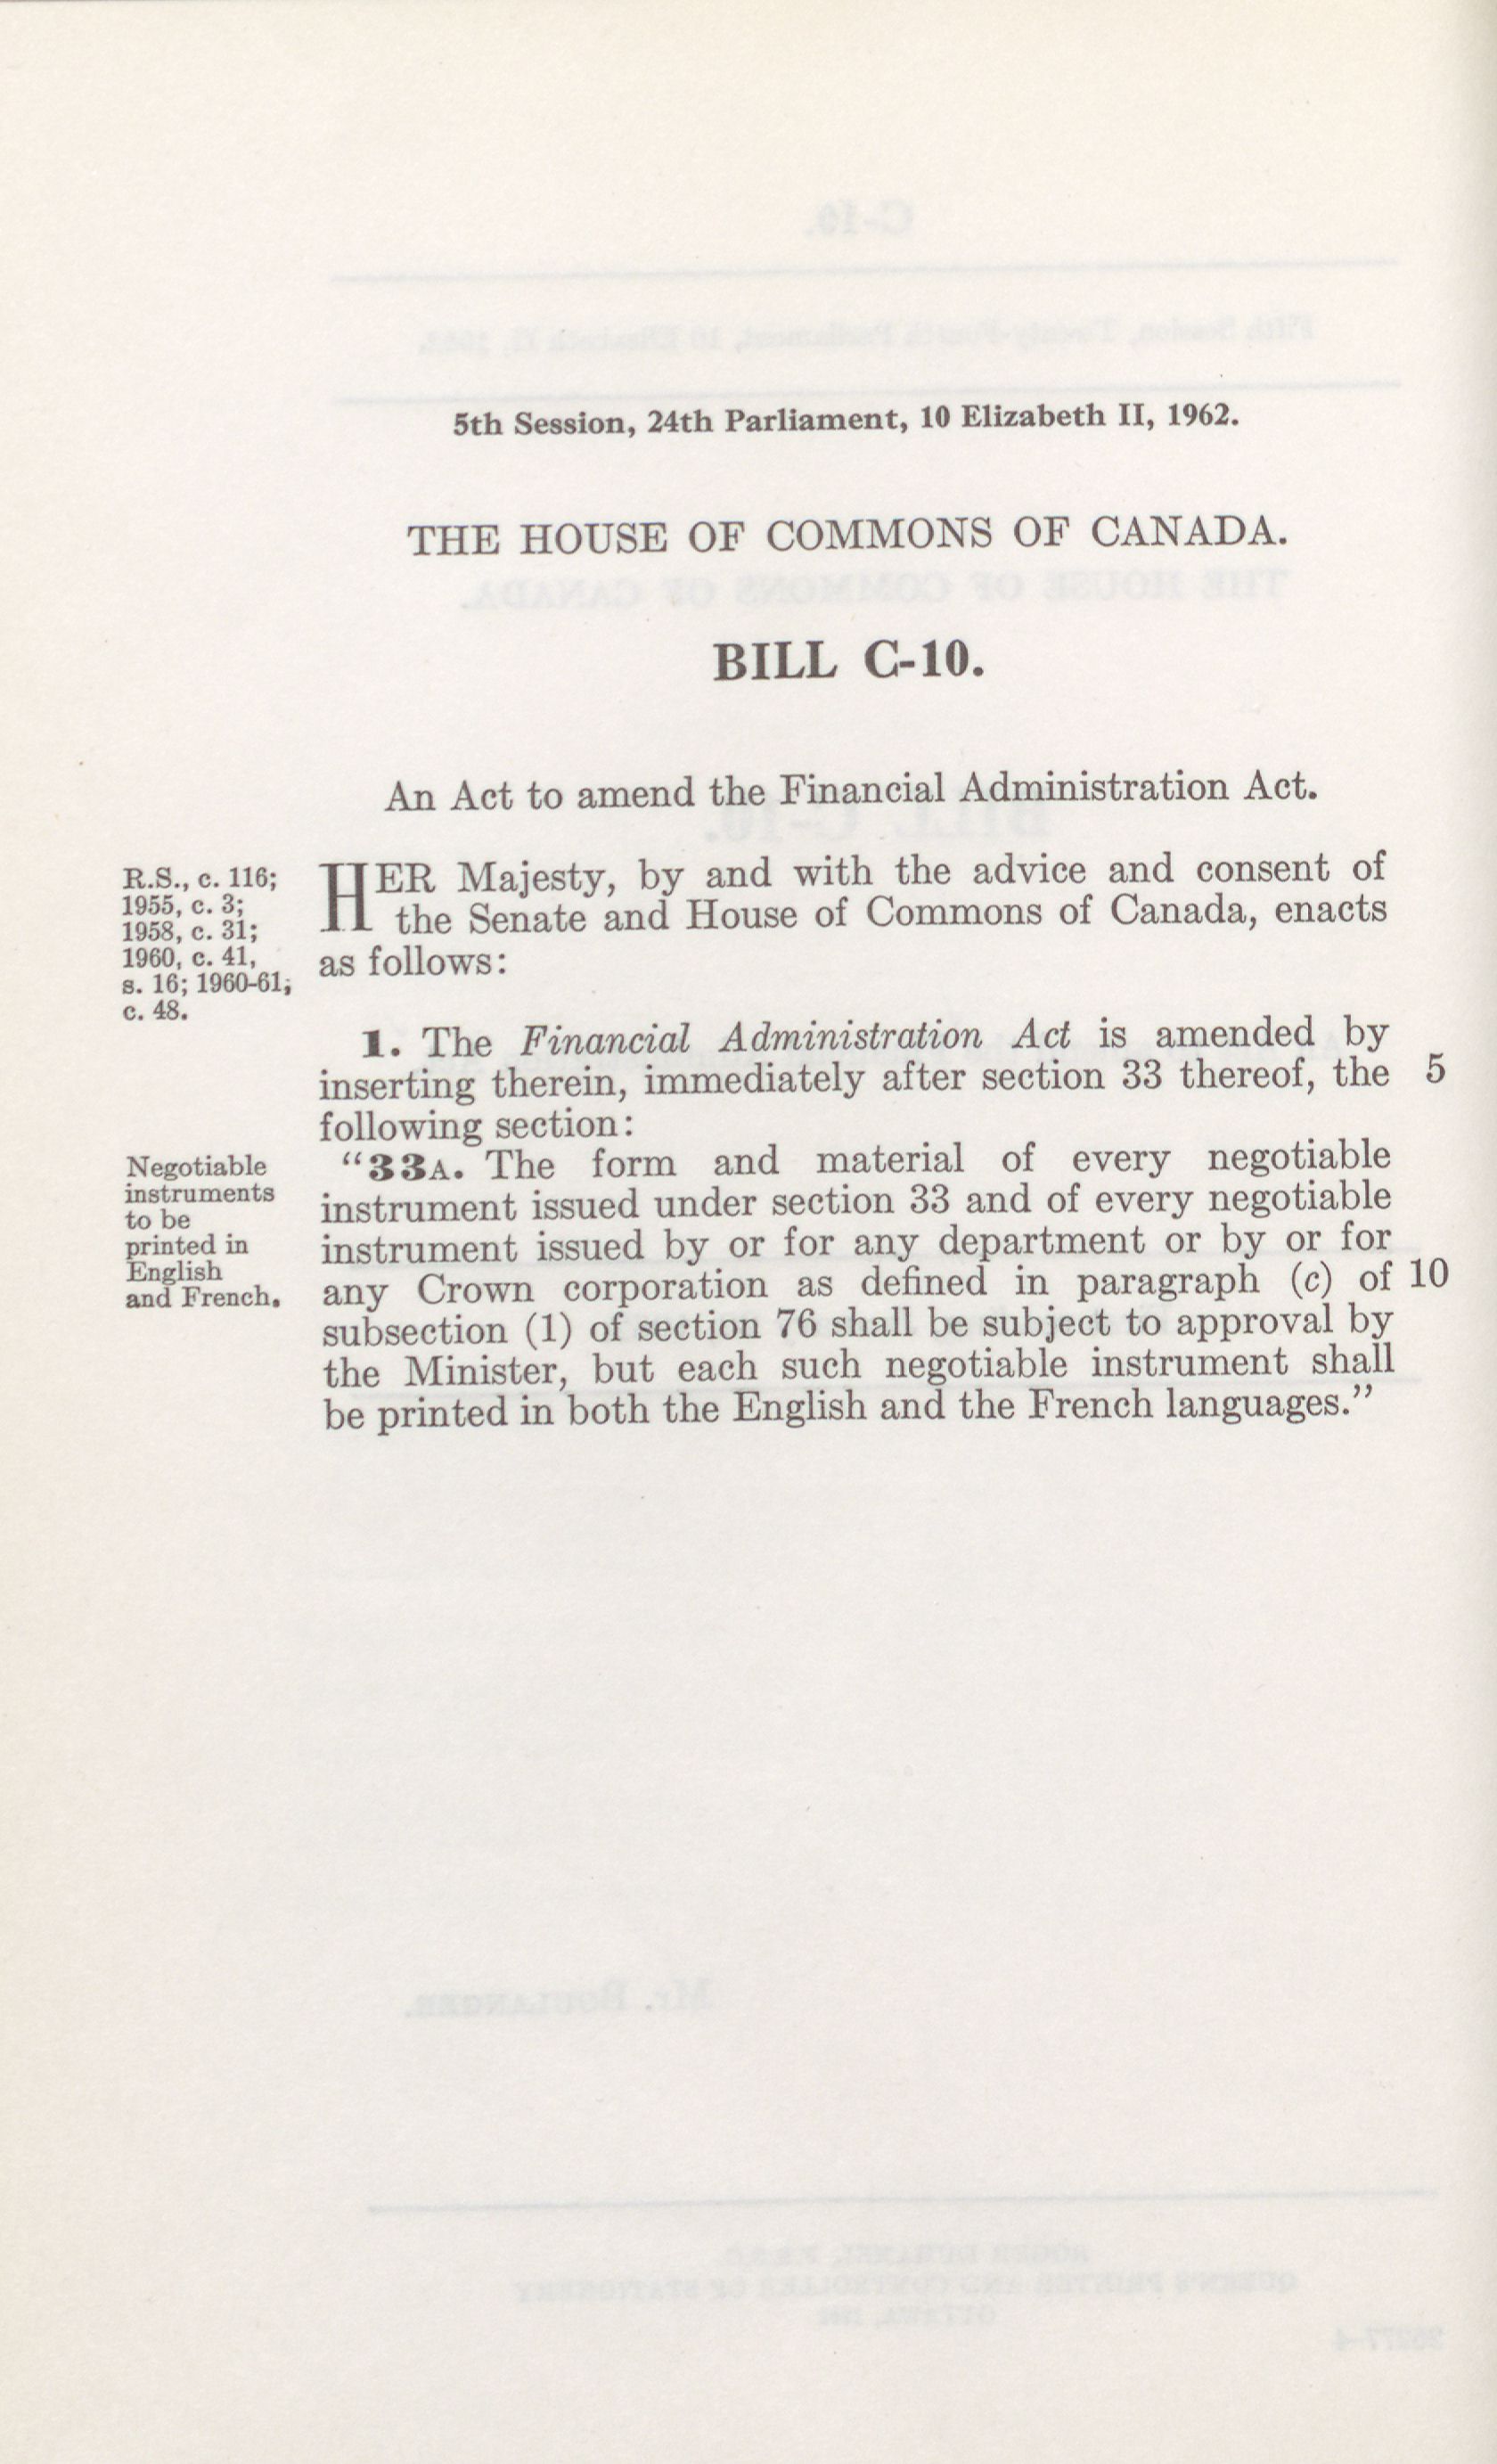 5th Session, 24th Parliament, 10 Elizabeth II, 1962.
THE HOUSE OF COMMONS OF CANADA.
BILL C-10.
An Act to amend the Financial Administration Act.
R.S., c. 116;
1955, c. 3;
1958, c. 31;
1960, c. 41,
s. 16; 1960-61,
c. 48.
HER Majesty, by and with the advice and consent of
the Senate and House of Commons of Canada, enacts
as follows:
1. The Financial Administration Act is amended by
inserting therein, immediately after section 33 thereof, the 5
following section:
Negotiable
instruments
to be
printed in
English
and French.
"33A. The form and material of every negotiable
instrument issued under section 33 and of every negotiable
instrument issued by or for any department or by or for
any Crown corporation as defined in paragraph (c) of 10
subsection (1) of section 76 shall be subject to approval by
the Minister, but each such negotiable instrument shall
be printed in both the English and the French languages."